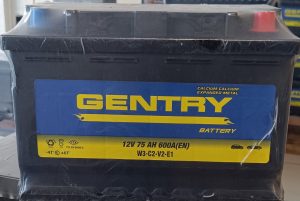 CALCIUM CALCIUM
EXPANDED METAL
GENTRY
BATTERY
12V 75 AH 600A(EN)
W3-C2-V2-E1